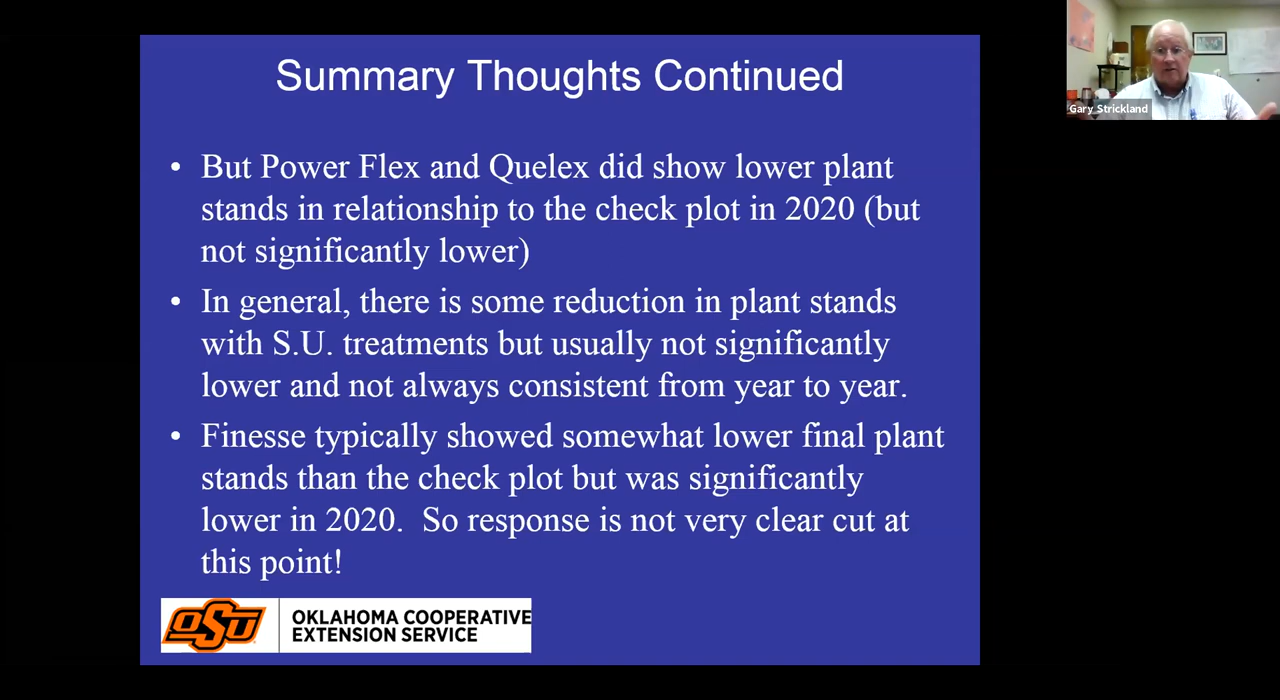 Summary Thoughts Continued
• But Power Flex and Quelex did show lower plant
stands in relationship to the check plot in 2020 (but
not significantly lower)
• In general, there is some reduction in plant stands
with S.U. treatments but usually not significantly
lower and not always consistent from year to year.
• Finesse typically showed somewhat lower final plant
stands than the check plot but was significantly
lower in 2020.  So response is not very clear cut at
this point!
OSU
OKLAHOMA COOPERATIVE
EXTENSION SERVICE
Gary Strickland